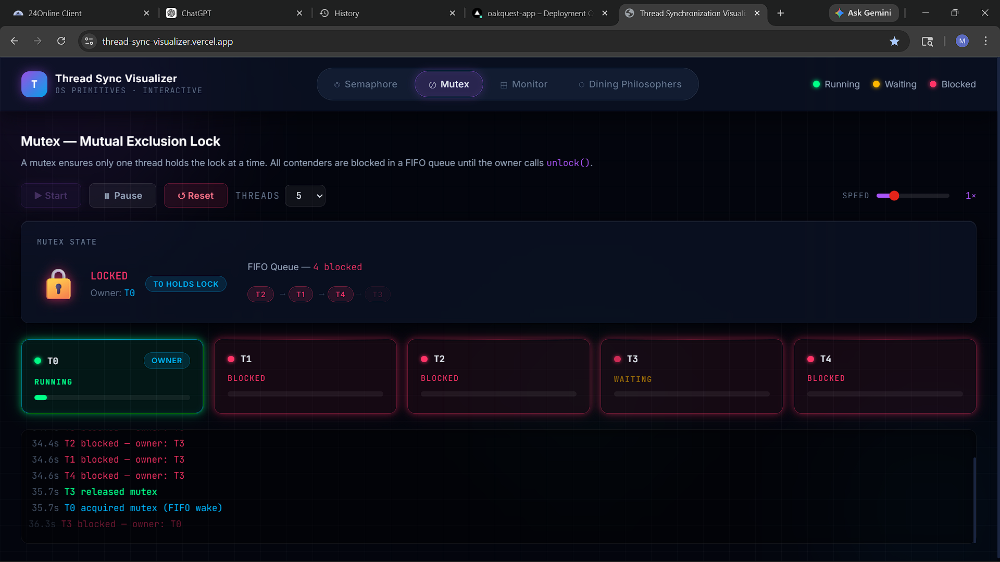 24Online Client
ChatGPT
History
oakquest-app – Deployment O
Thread Synchronization Visuali
Ask Gemini
thread-sync-visualizer.vercel.app
M
T
Thread Sync Visualizer
OS PRIMITIVES · INTERACTIVE
Semaphore
Mutex
Monitor
Dining Philosophers
Running
Waiting
Blocked
Mutex — Mutual Exclusion Lock
A mutex ensures only one thread holds the lock at a time. All contenders are blocked in a FIFO queue until the owner calls unlock().
▶ Start
⏸ Pause
↺ Reset
THREADS
5
SPEED
1×
MUTEX STATE
LOCKED
Owner: T0
T0 HOLDS LOCK
FIFO Queue — 4 blocked
T2 → T1 → T4 → T3
T0
OWNER
RUNNING
T1
BLOCKED
T2
BLOCKED
T3
WAITING
T4
BLOCKED
34.4s T2 blocked — owner: T3
34.6s T1 blocked — owner: T3
34.6s T4 blocked — owner: T3
35.7s T3 released mutex
35.7s T0 acquired mutex (FIFO wake)
36.3s T3 blocked — owner: T0